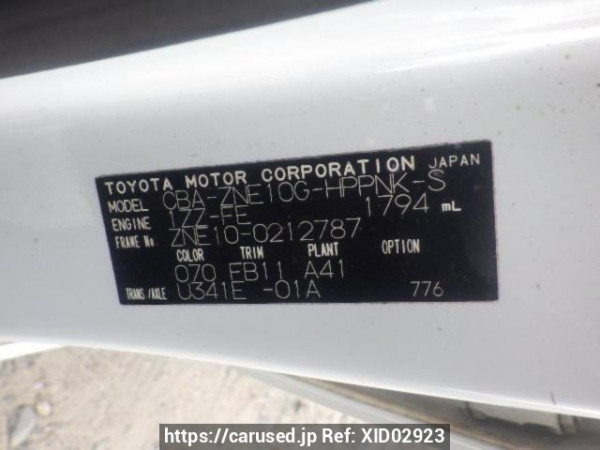 TOYOTA MOTOR CORPORATION JAPAN
MODEL CBA-ZNE10G-HPPNK-S
ENGINE 1ZZ-FE 1794 mL
FRAME No. ZNE10-0212787
COLOR TRIM PLANT OPTION
070 FB11 A41
TRANS/AXLE U341E -01A 776
https://carused.jp Ref: XID02923